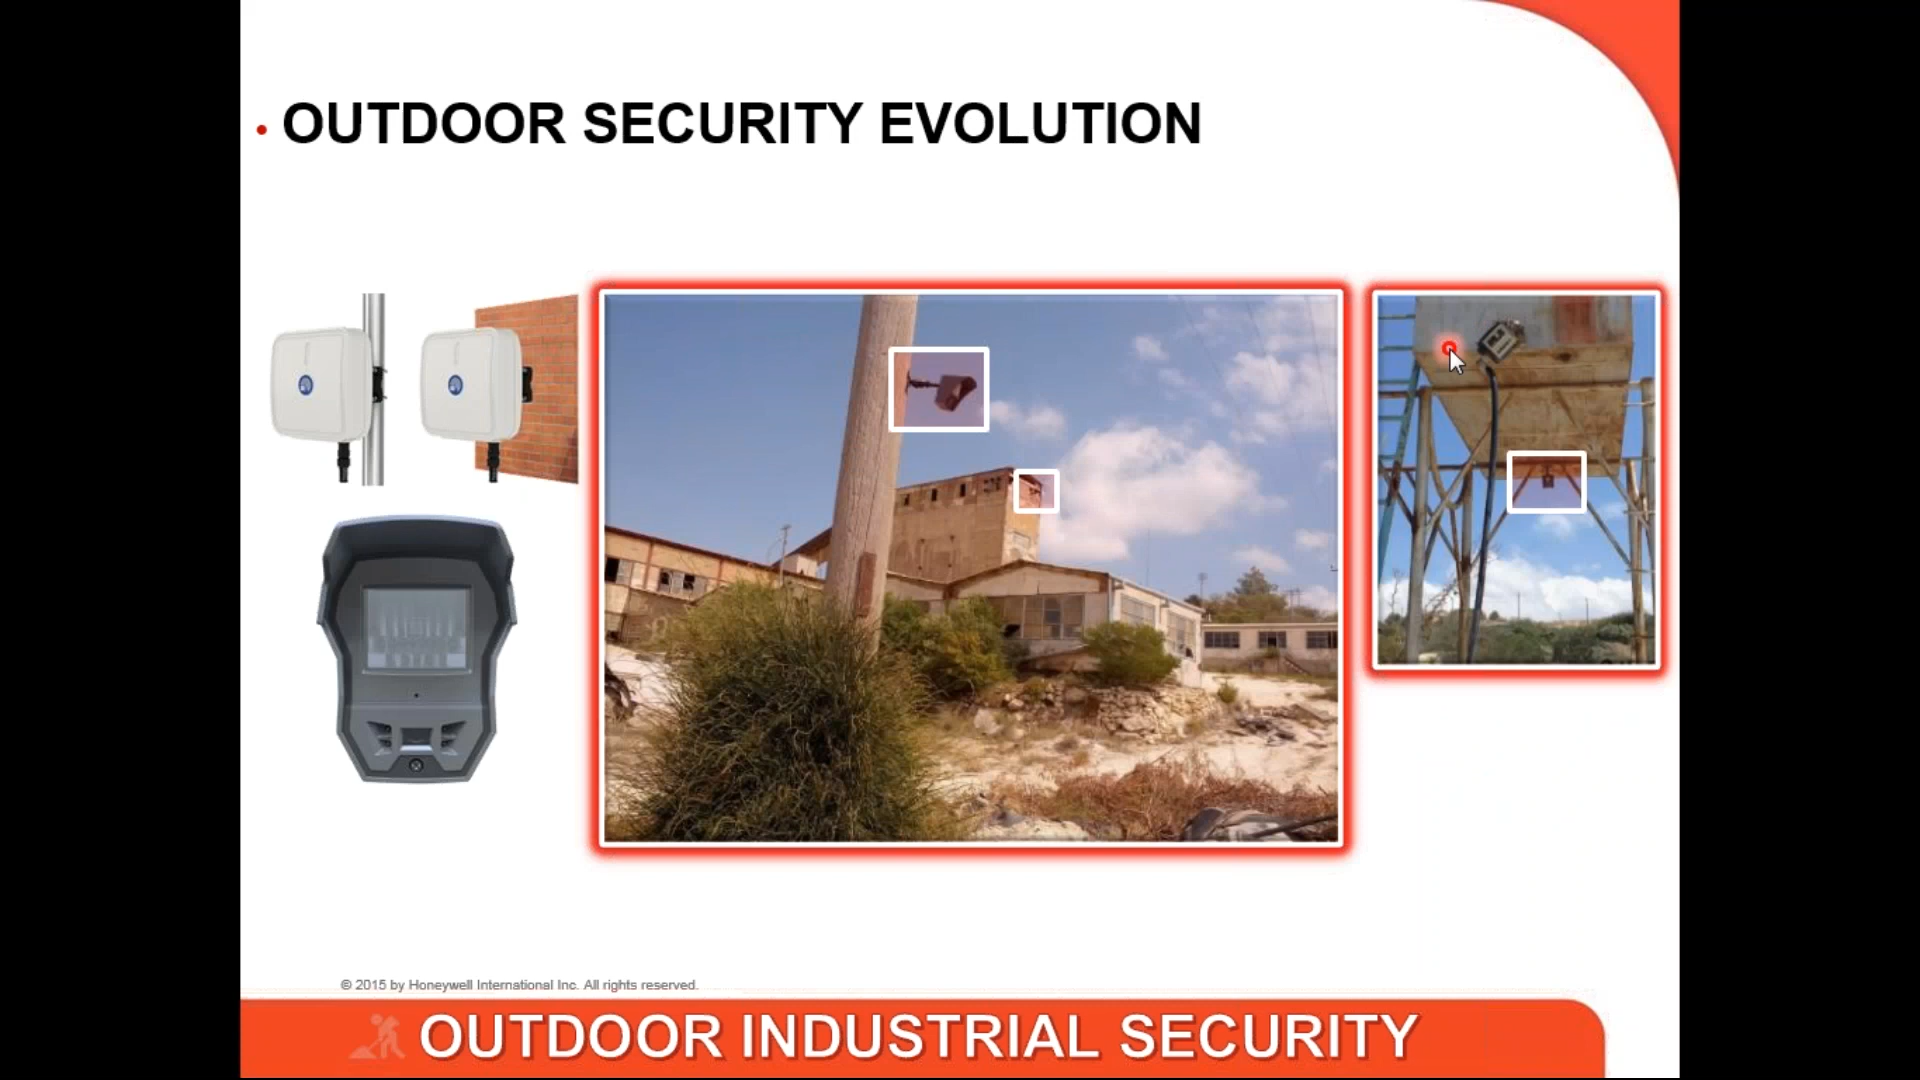 • OUTDOOR SECURITY EVOLUTION
© 2015 by Honeywell International Inc. All rights reserved.
OUTDOOR INDUSTRIAL SECURITY